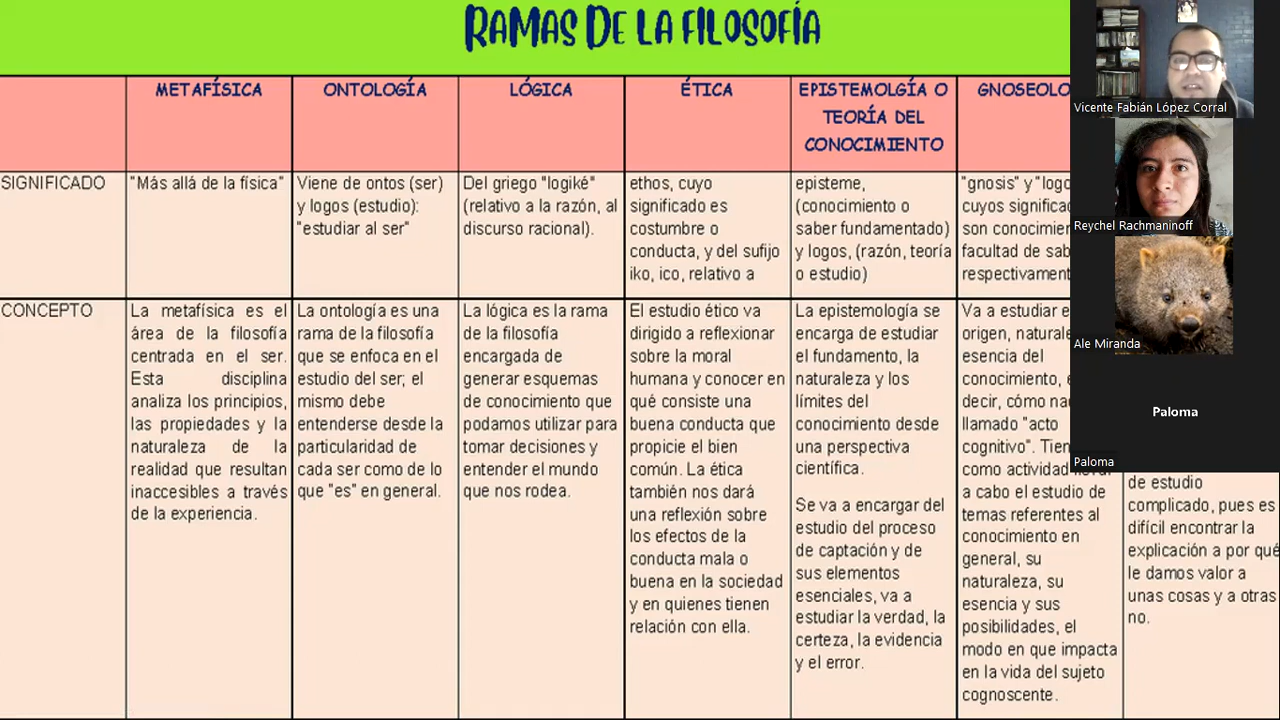 RAMAS DE LA FILOSOFÍA
METAFÍSICA
ONTOLOGÍA
LÓGICA
ÉTICA
EPISTEMOLGÍA O
TEORÍA DEL
CONOCIMIENTO
GNOSEOLO
SIGNIFICADO
"Más allá de la física"
Viene de ontos (ser)
y logos (estudio):
"estudiar al ser"
Del griego "logiké"
(relativo a la razón, al
discurso racional).
ethos, cuyo
significado es
costumbre o
conducta, y del sufijo
iko, ico, relativo a
episteme,
(conocimiento o
saber fundamentado)
y logos, (razón, teoría
o estudio)
"gnosis" y "logo
cuyos significad
son conocimien
facultad de sab
respectivament
CONCEPTO
La metafísica es el
área de la filosofía
centrada en el ser.
Esta disciplina
analiza los principios,
las propiedades y la
naturaleza de la
realidad que resultan
inaccesibles a través
de la experiencia.
La ontología es una
rama de la filosofía
que se enfoca en el
estudio del ser; el
mismo debe
entenderse desde la
particularidad de
cada ser como de lo
que "es" en general.
La lógica es la rama
de la filosofía
encargada de
generar esquemas
de conocimiento que
podamos utilizar para
tomar decisiones y
entender el mundo
que nos rodea.
El estudio ético va
dirigido a reflexionar
sobre la moral
humana y conocer en
qué consiste una
buena conducta que
propicie el bien
común. La ética
también nos dará
una reflexión sobre
los efectos de la
conducta mala o
buena en la sociedad
y en quienes tienen
relación con ella.
La epistemología se
encarga de estudiar
el fundamento, la
naturaleza y los
límites del
conocimiento desde
una perspectiva
científica.
Se va a encargar del
estudio del proceso
de captación y de
sus elementos
esenciales, va a
estudiar la verdad, la
certeza, la evidencia
y el error.
Va a estudiar e
origen, naturale
esencia del
conocimiento, e
decir, cómo na
llamado "acto
cognitivo". Tien
como actividad
a cabo el estudio de
temas referentes al
conocimiento en
general, su
naturaleza, su
esencia y sus
posibilidades, el
modo en que impacta
en la vida del sujeto
cognoscente.
de estudio
complicado, pues es
difícil encontrar la
explicación a por qué
le damos valor a
unas cosas y a otras
no.
Vicente Fabián López Corral
Reychel Rachmaninoff
Ale Miranda
Paloma
Paloma